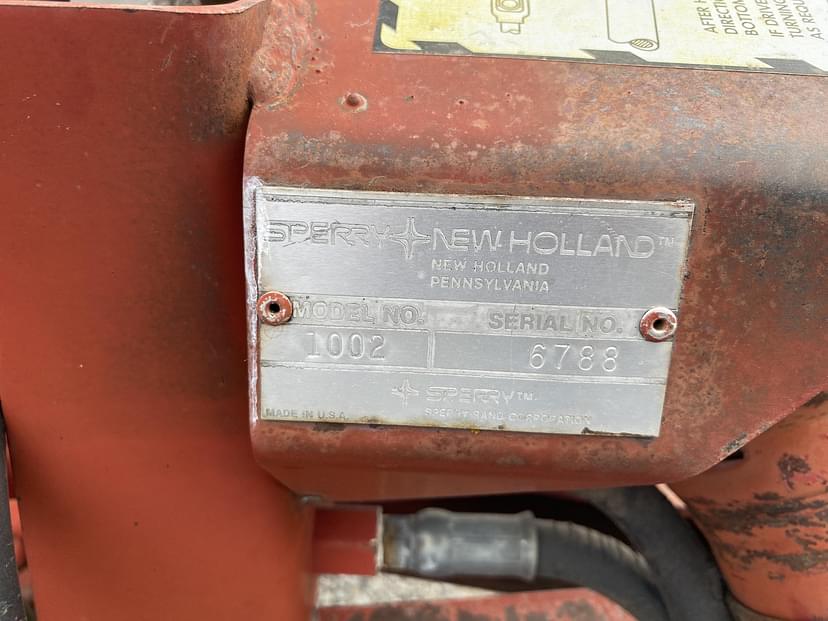 AFTER H
DIRECTI
BOTTOM
IF DRIVE
TURNING
AS REQU
SPERRY NEW HOLLAND™
NEW HOLLAND
PENNSYLVANIA
MODEL NO. SERIAL NO.
1002 6788
SPERRY™
MADE IN U.S.A. SPERRY RAND CORPORATION